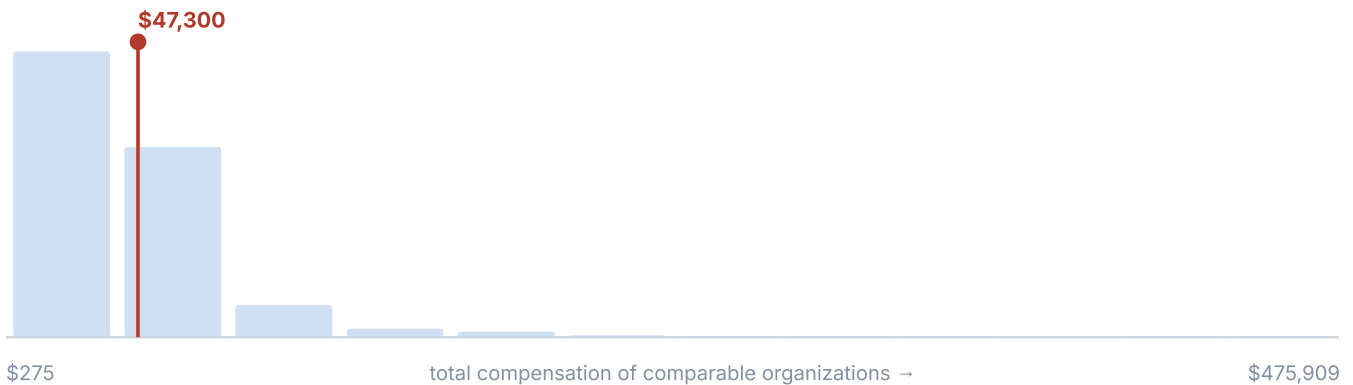 $47,300
$275
total compensation of comparable organizations →
$475,909